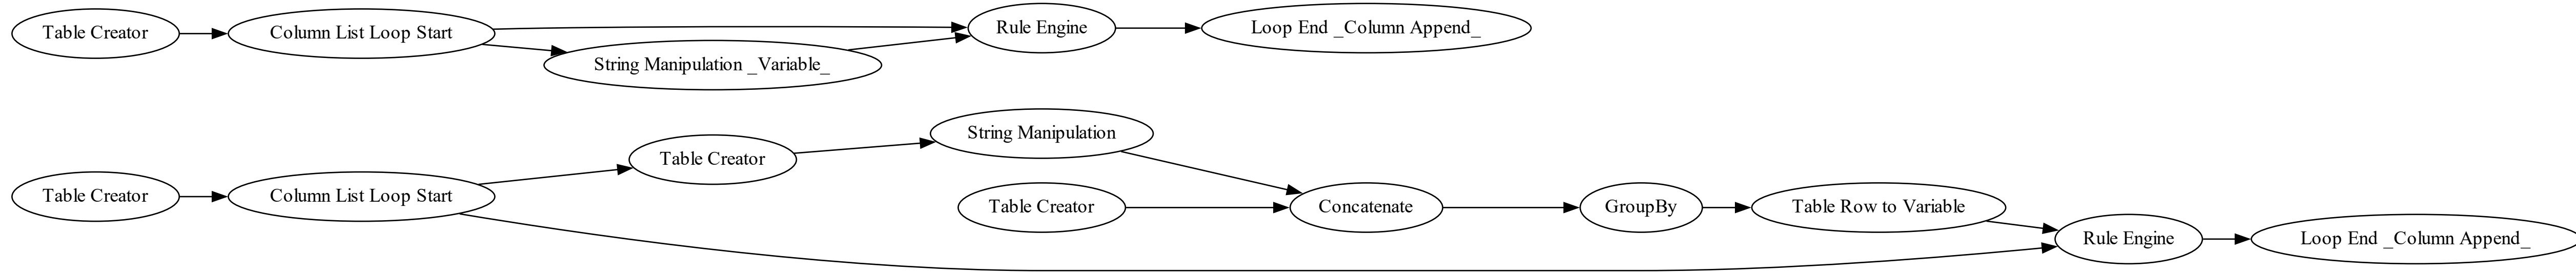 Table Creator
Column List Loop Start
String Manipulation _Variable_
Rule Engine
Loop End _Column Append_
Table Creator
Column List Loop Start
Table Creator
String Manipulation
Table Creator
Concatenate
GroupBy
Table Row to Variable
Rule Engine
Loop End _Column Append_